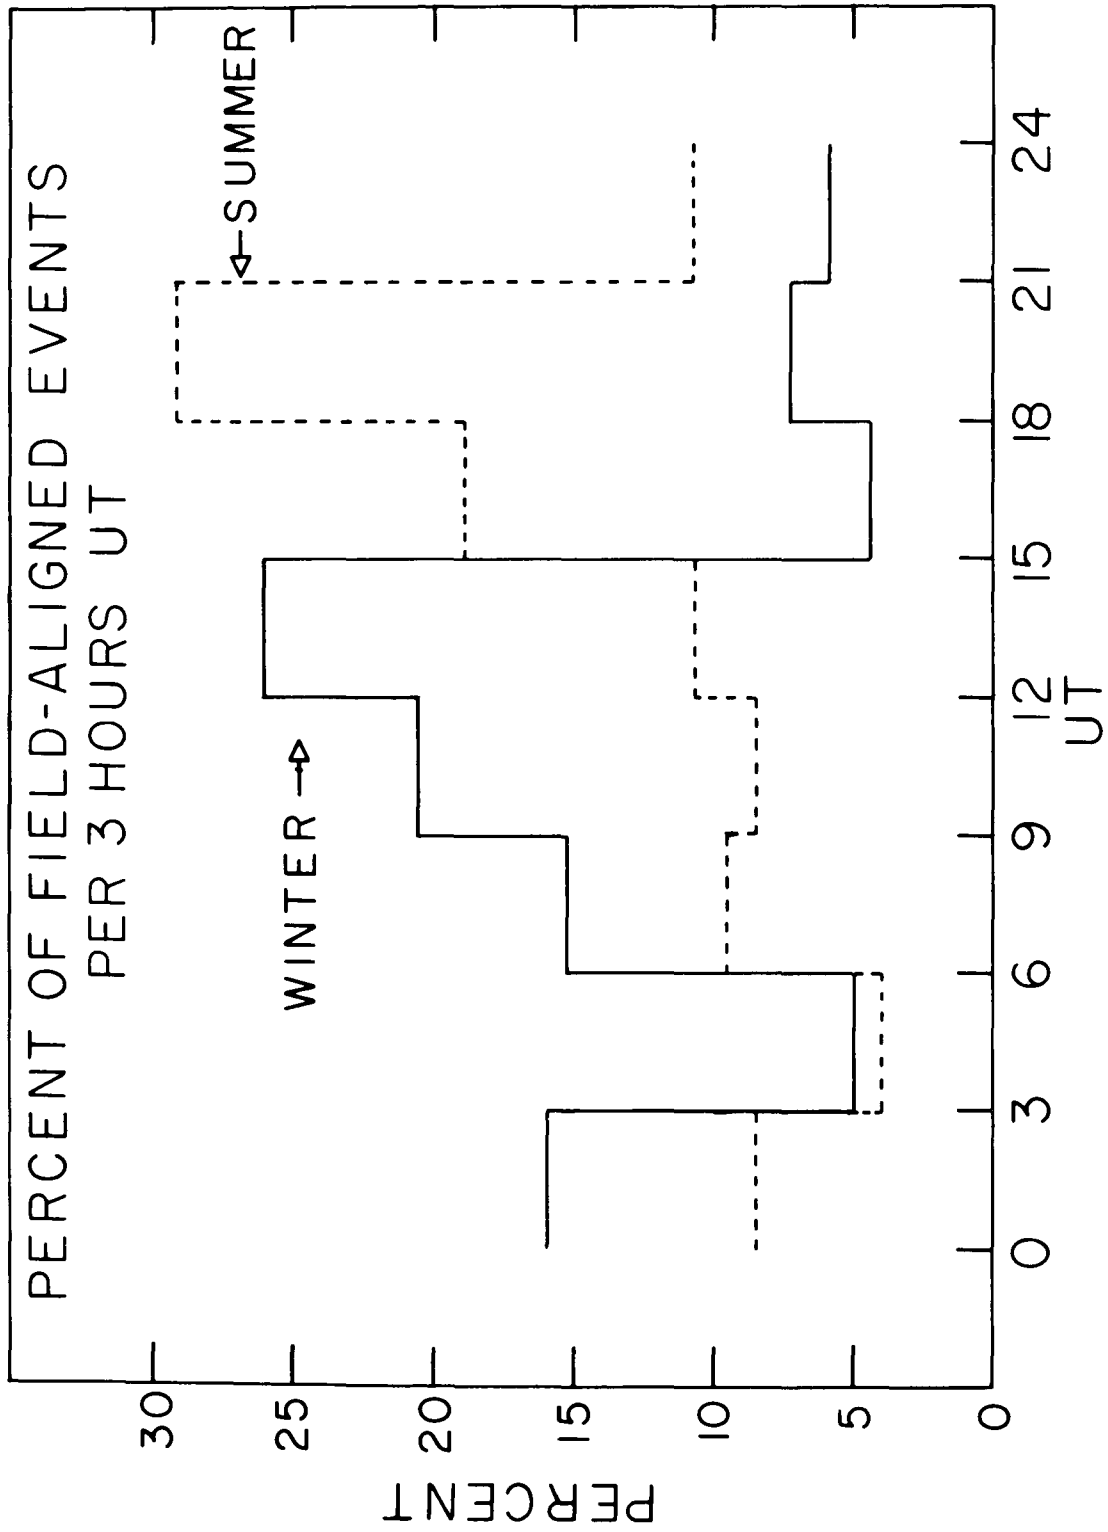 PERCENT OF FIELD-ALIGNED EVENTS
PER 3 HOURS UT
PERCENT
30
25
20
15
10
5
0
WINTER
SUMMER
0 3 6 9 12 15 18 21 24
UT